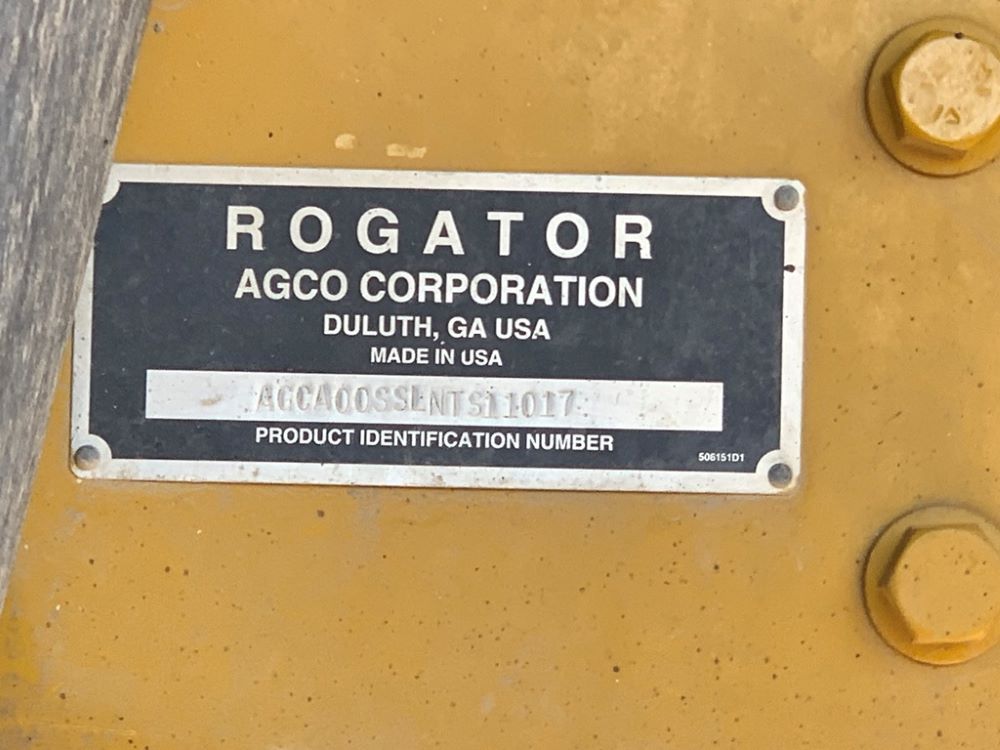 ROGATOR
AGCO CORPORATION
DULUTH, GA USA
MADE IN USA
AGCA00SSLNTS11017
PRODUCT IDENTIFICATION NUMBER
506151D1